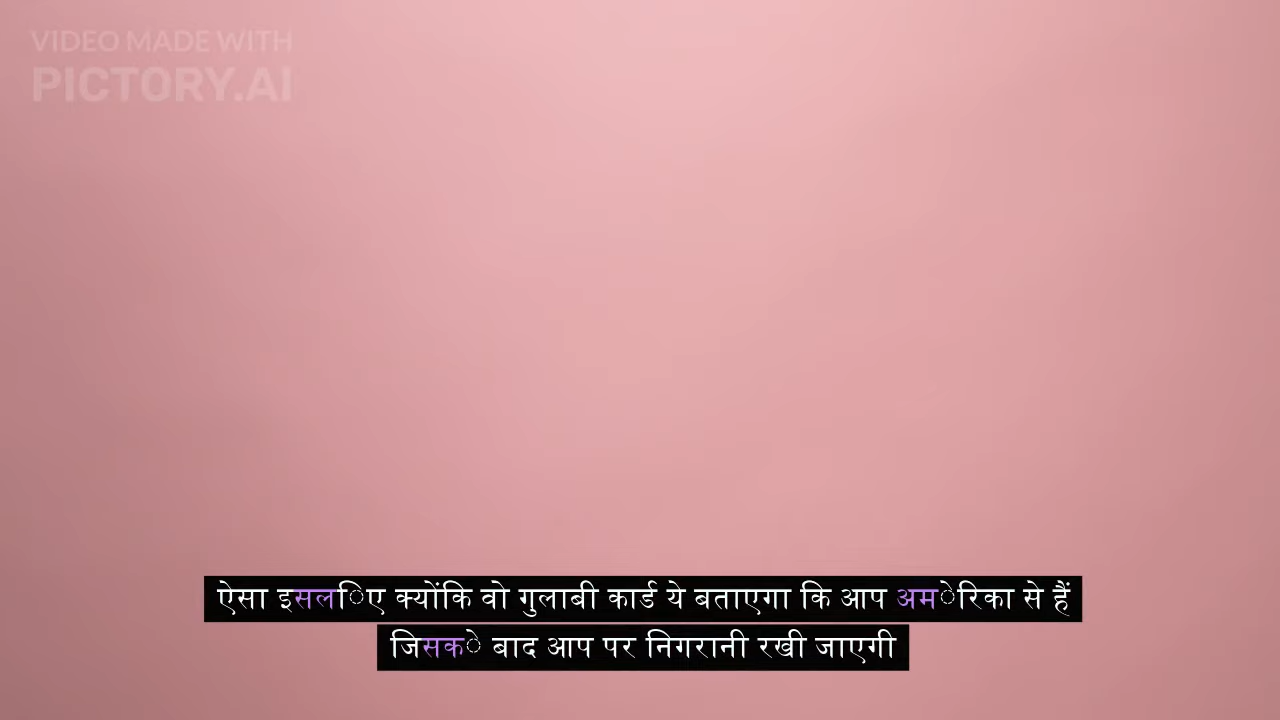 VIDEO MADE WITH
PICTORY.AI
ऐसा इसलिए क्योंकि वो गुलाबी कार्ड ये बताएगा कि आप अमेरिका से हैं
जिसके बाद आप पर निगरानी रखी जाएगी